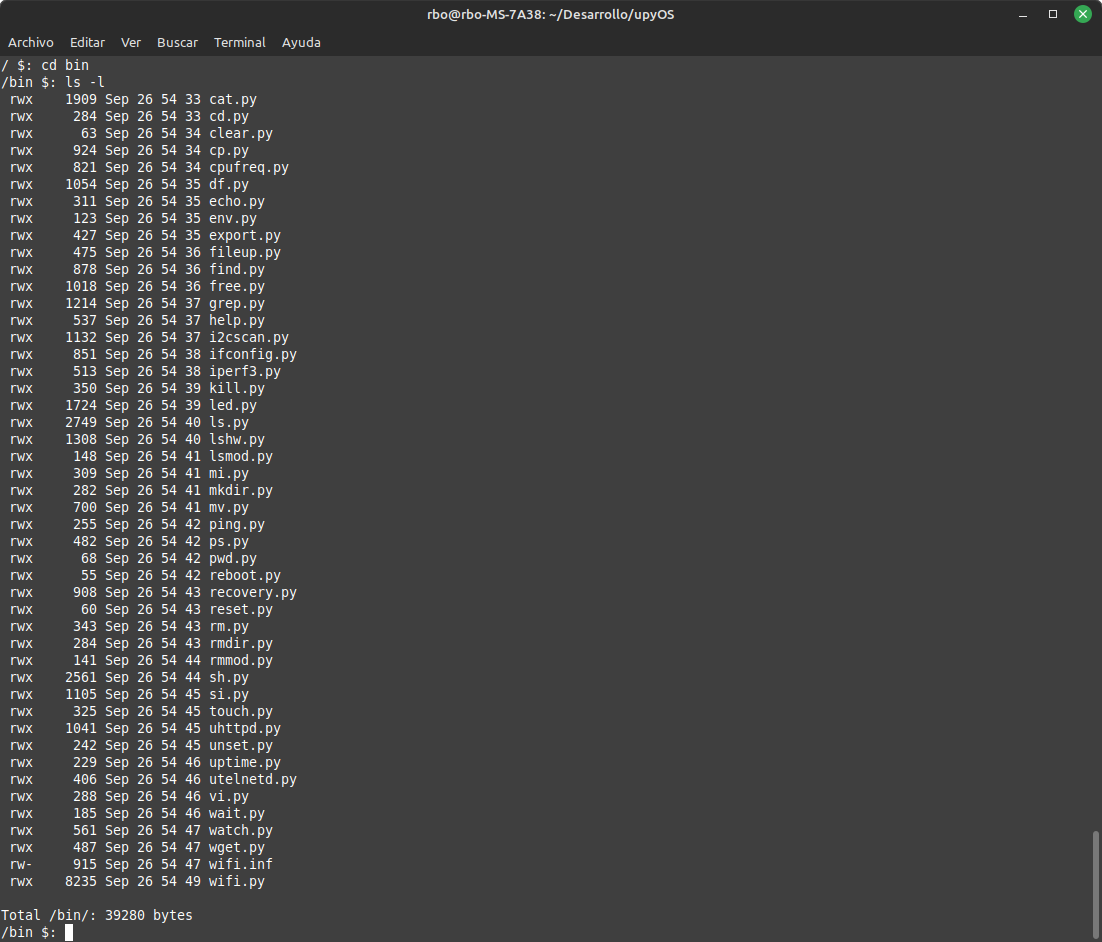 rbo@rbo-MS-7A38: ~/Desarrollo/upyOS
Archivo Editar Ver Buscar Terminal Ayuda
/ $: cd bin
/bin $: ls -l
rwx 1909 Sep 26 54 33 cat.py
rwx 284 Sep 26 54 33 cd.py
rwx 63 Sep 26 54 34 clear.py
rwx 924 Sep 26 54 34 cp.py
rwx 821 Sep 26 54 34 cpufreq.py
rwx 1054 Sep 26 54 35 df.py
rwx 311 Sep 26 54 35 echo.py
rwx 123 Sep 26 54 35 env.py
rwx 427 Sep 26 54 35 export.py
rwx 475 Sep 26 54 36 fileup.py
rwx 878 Sep 26 54 36 find.py
rwx 1018 Sep 26 54 36 free.py
rwx 1214 Sep 26 54 37 grep.py
rwx 537 Sep 26 54 37 help.py
rwx 1132 Sep 26 54 37 i2cscan.py
rwx 851 Sep 26 54 38 ifconfig.py
rwx 513 Sep 26 54 38 iperf3.py
rwx 350 Sep 26 54 39 kill.py
rwx 1724 Sep 26 54 39 led.py
rwx 2749 Sep 26 54 40 ls.py
rwx 1308 Sep 26 54 40 lshw.py
rwx 148 Sep 26 54 41 lsmod.py
rwx 309 Sep 26 54 41 mi.py
rwx 282 Sep 26 54 41 mkdir.py
rwx 700 Sep 26 54 41 mv.py
rwx 255 Sep 26 54 42 ping.py
rwx 482 Sep 26 54 42 ps.py
rwx 68 Sep 26 54 42 pwd.py
rwx 55 Sep 26 54 42 reboot.py
rwx 908 Sep 26 54 43 recovery.py
rwx 60 Sep 26 54 43 reset.py
rwx 343 Sep 26 54 43 rm.py
rwx 284 Sep 26 54 43 rmdir.py
rwx 141 Sep 26 54 44 rmmod.py
rwx 2561 Sep 26 54 44 sh.py
rwx 1105 Sep 26 54 45 si.py
rwx 325 Sep 26 54 45 touch.py
rwx 1041 Sep 26 54 45 uhttpd.py
rwx 242 Sep 26 54 45 unset.py
rwx 229 Sep 26 54 46 uptime.py
rwx 406 Sep 26 54 46 utelnetd.py
rwx 288 Sep 26 54 46 vi.py
rwx 185 Sep 26 54 46 wait.py
rwx 561 Sep 26 54 47 watch.py
rwx 487 Sep 26 54 47 wget.py
rw- 915 Sep 26 54 47 wifi.inf
rwx 8235 Sep 26 54 49 wifi.py
Total /bin/: 39280 bytes
/bin $: